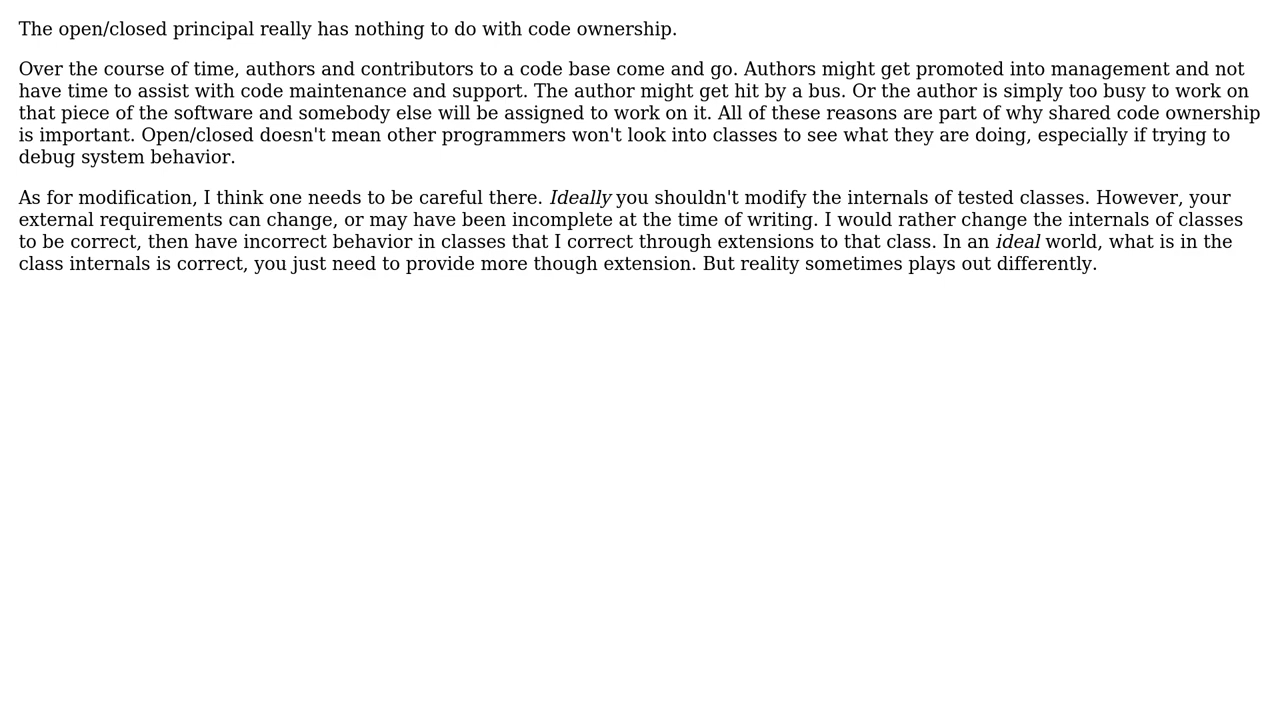 The open/closed principal really has nothing to do with code ownership.
Over the course of time, authors and contributors to a code base come and go. Authors might get promoted into management and not
have time to assist with code maintenance and support. The author might get hit by a bus. Or the author is simply too busy to work on
that piece of the software and somebody else will be assigned to work on it. All of these reasons are part of why shared code ownership
is important. Open/closed doesn't mean other programmers won't look into classes to see what they are doing, especially if trying to
debug system behavior.
As for modification, I think one needs to be careful there. Ideally you shouldn't modify the internals of tested classes. However, your
external requirements can change, or may have been incomplete at the time of writing. I would rather change the internals of classes
to be correct, then have incorrect behavior in classes that I correct through extensions to that class. In an ideal world, what is in the
class internals is correct, you just need to provide more though extension. But reality sometimes plays out differently.